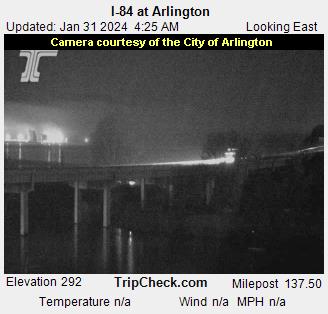 I-84 at Arlington
Updated: Jan 31 2024 4:25 AM Looking East
Camera courtesy of the City of Arlington
Elevation 292 TripCheck.com Milepost 137.50
Temperature n/a Wind n/a MPH n/a